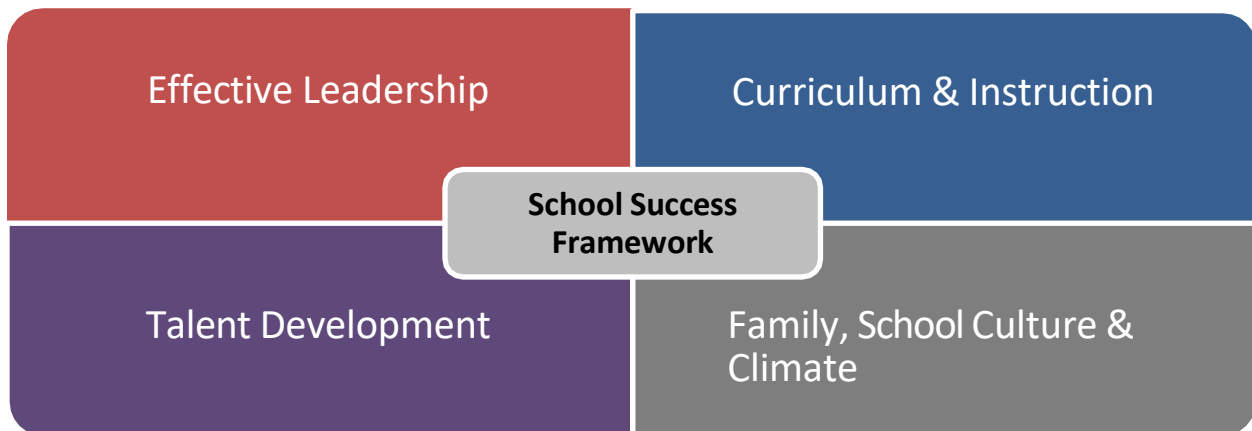 Effective Leadership
Curriculum & Instruction
School Success
Framework
Talent Development
Family, School Culture &
Climate